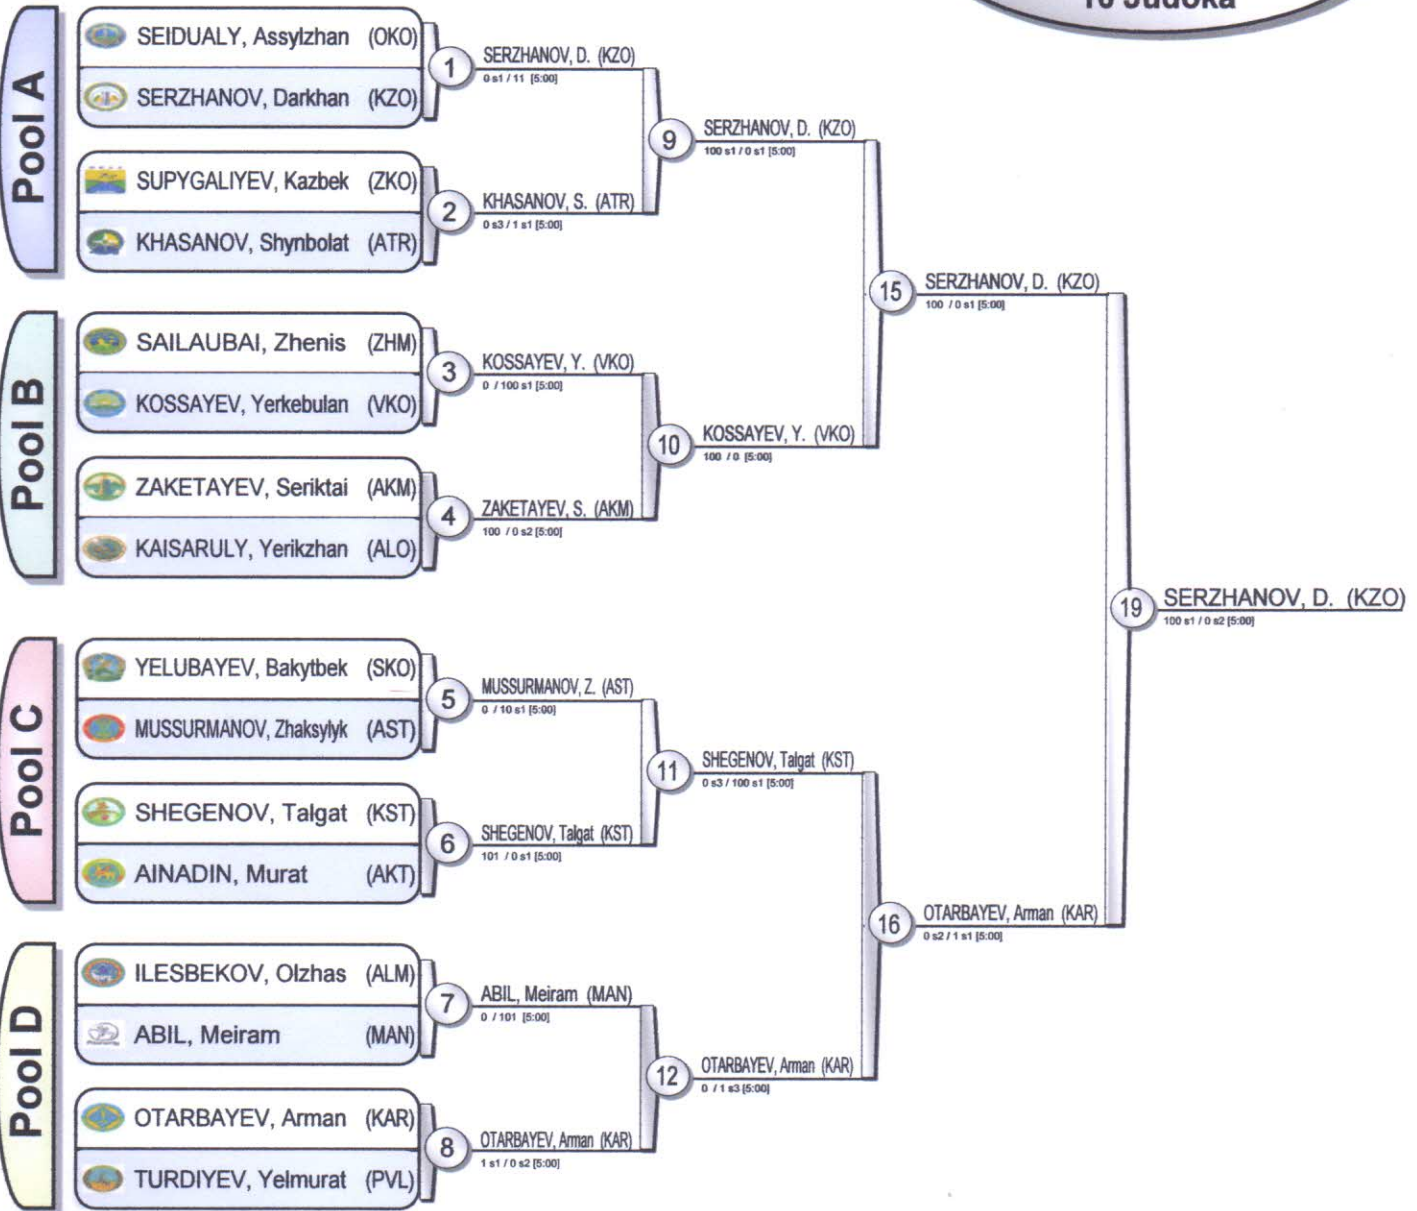 16 Judoka
Pool A
SEIDUALY, Assylzhan (OKO)
SERZHANOV, Darkhan (KZO)
SUPYGALIYEV, Kazbek (ZKO)
KHASANOV, Shynbolat (ATR)
1
SERZHANOV, D. (KZO)
0 s1 / 11 [5:00]
2
KHASANOV, S. (ATR)
0 s3 / 1 s1 [5:00]
9
SERZHANOV, D. (KZO)
100 s1 / 0 s1 [5:00]
Pool B
SAILAUBAI, Zhenis (ZHM)
KOSSAYEV, Yerkebulan (VKO)
ZAKETAYEV, Seriktai (AKM)
KAISARULY, Yerikzhan (ALO)
3
KOSSAYEV, Y. (VKO)
0 / 100 s1 [5:00]
4
ZAKETAYEV, S. (AKM)
100 / 0 s2 [5:00]
10
KOSSAYEV, Y. (VKO)
100 / 0 [5:00]
15
SERZHANOV, D. (KZO)
100 / 0 s1 [5:00]
Pool C
YELUBAYEV, Bakytbek (SKO)
MUSSURMANOV, Zhaksylyk (AST)
SHEGENOV, Talgat (KST)
AINADIN, Murat (AKT)
5
MUSSURMANOV, Z. (AST)
0 / 10 s1 [5:00]
6
SHEGENOV, Talgat (KST)
101 / 0 s1 [5:00]
11
SHEGENOV, Talgat (KST)
0 s3 / 100 s1 [5:00]
Pool D
ILESBEKOV, Olzhas (ALM)
ABIL, Meiram (MAN)
OTARBAYEV, Arman (KAR)
TURDIYEV, Yelmurat (PVL)
7
ABIL, Meiram (MAN)
0 / 101 [5:00]
8
OTARBAYEV, Arman (KAR)
1 s1 / 0 s2 [5:00]
12
OTARBAYEV, Arman (KAR)
0 / 1 s3 [5:00]
16
OTARBAYEV, Arman (KAR)
0 s2 / 1 s1 [5:00]
19
SERZHANOV, D. (KZO)
100 s1 / 0 s2 [5:00]